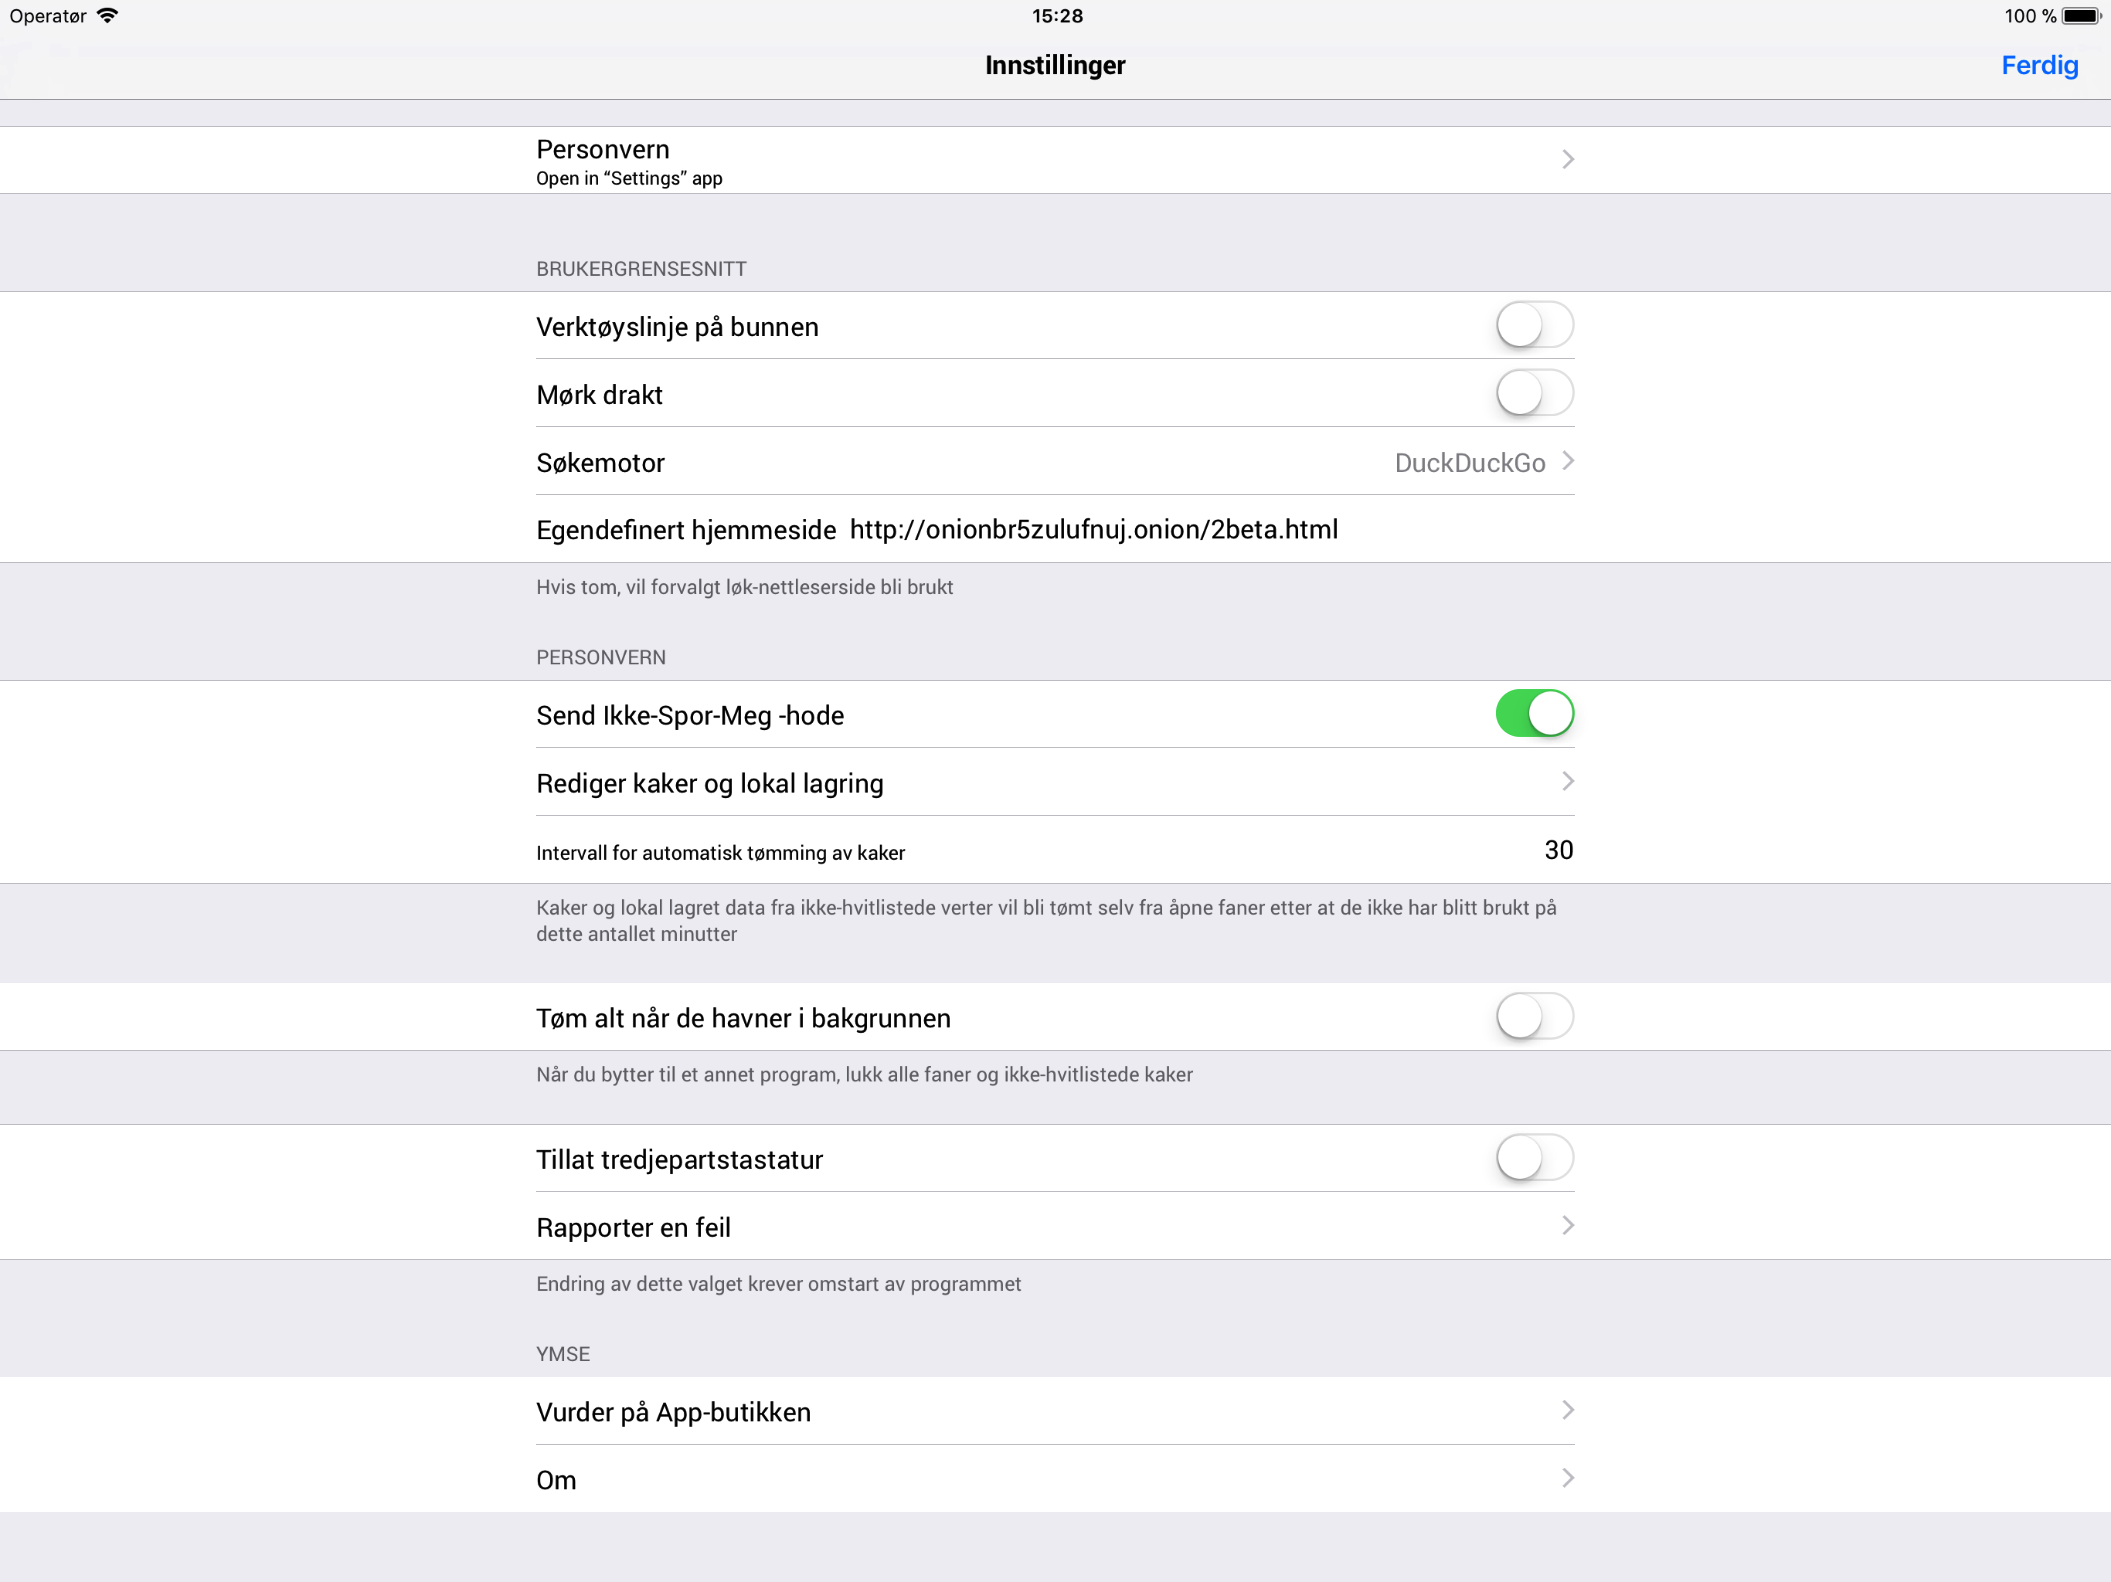 Operatør
15:28
100 %
Innstillinger
Ferdig
Personvern
Open in “Settings” app
BRUKERGRENSESNITT
Verktøyslinje på bunnen
Mørk drakt
Søkemotor DuckDuckGo
Egendefinert hjemmeside http://onionbr5zulufnuj.onion/2beta.html
Hvis tom, vil forvalgt løk-nettleserside bli brukt
PERSONVERN
Send Ikke-Spor-Meg -hode
Rediger kaker og lokal lagring
Intervall for automatisk tømming av kaker 30
Kaker og lokal lagret data fra ikke-hvitlistede verter vil bli tømt selv fra åpne faner etter at de ikke har blitt brukt på
dette antallet minutter
Tøm alt når de havner i bakgrunnen
Når du bytter til et annet program, lukk alle faner og ikke-hvitlistede kaker
Tillat tredjepartstastatur
Rapporter en feil
Endring av dette valget krever omstart av programmet
YMSE
Vurder på App-butikken
Om